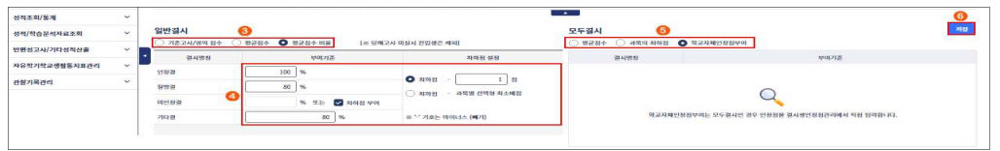 성적조회/통계
성적/학습분석자료조회
반편성고사/기타성적산출
자유학기학교생활통지표관리
관찰기록관리
일반결시
3
기준고사/영역 점수 평균점수 평균점수 비율 [※ 당해고사 미실시 전입생은 제외]
결시명칭 부여기준 최하점 설정
4
인정결 100 %
질병결 80 %
미인정결 % 또는 최하점 부여
기타결 80 %
최하점 - 1 점
최하점 - 과목별 선택형 최소배점
※ "-" 기호는 마이너스 (빼기)
모두결시
5
6
저장
평균점수 과목의 최하점 학교자체인정점부여
결시명칭 부여기준
학교자체인정점부여는 모두결시인 경우 인정점을 결시생인정점관리에서 직접 입력합니다.